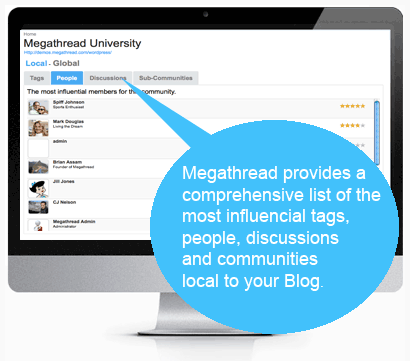 Home
Megathread University
http://demos.megathread.com/wordpress/
Local - Global
Tags People Discussions Sub-Communities
The most influential members for the community.
Spiff Johnson
Sports Enthusiast
Mark Douglas
Living the Dream
admin
Brian Assam
Founder of Megathread
Jill Jones
CJ Nelson
Megathread Admin
Administrator
Megathread provides a
comprehensive list of the
most influencial tags,
people, discussions
and communities
local to your Blog.